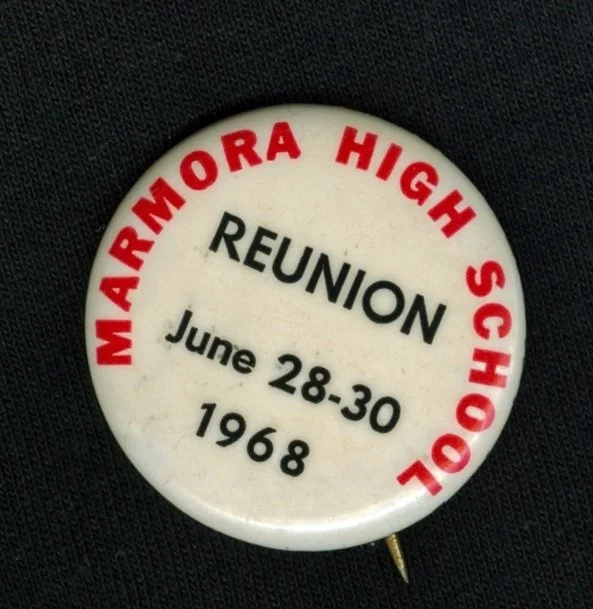 MARMORA HIGH SCHOOL
REUNION
June 28-30
1968